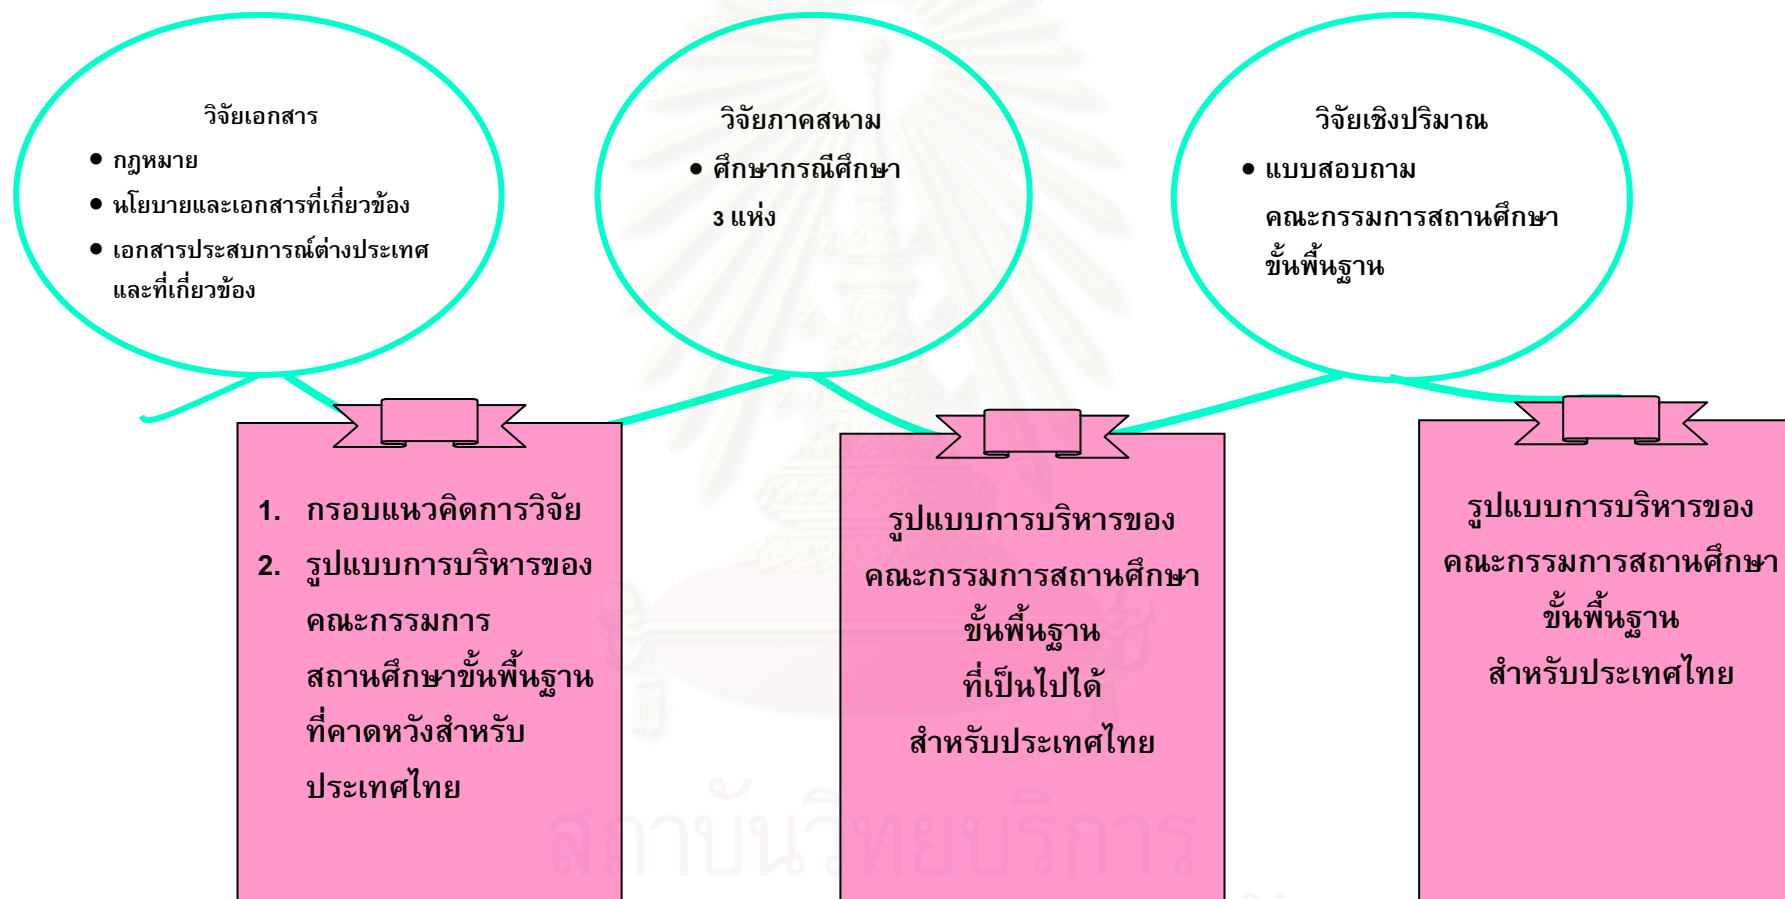 วิจัยเอกสาร
● กฎหมาย
● นโยบายและเอกสารที่เกี่ยวข้อง
● เอกสารประสบการณ์ต่างประเทศ
และที่เกี่ยวข้อง
วิจัยภาคสนาม
● ศึกษากรณีศึกษา
3 แห่ง
วิจัยเชิงปริมาณ
● แบบสอบถาม
คณะกรรมการสถานศึกษา
ขั้นพื้นฐาน
1. กรอบแนวคิดการวิจัย
2. รูปแบบการบริหารของ
คณะกรรมการ
สถานศึกษาขั้นพื้นฐาน
ที่คาดหวังสำหรับ
ประเทศไทย
รูปแบบการบริหารของ
คณะกรรมการสถานศึกษา
ขั้นพื้นฐาน
ที่เป็นไปได้
สำหรับประเทศไทย
รูปแบบการบริหารของ
คณะกรรมการสถานศึกษา
ขั้นพื้นฐาน
สำหรับประเทศไทย
สถาบันวิทยบริการ